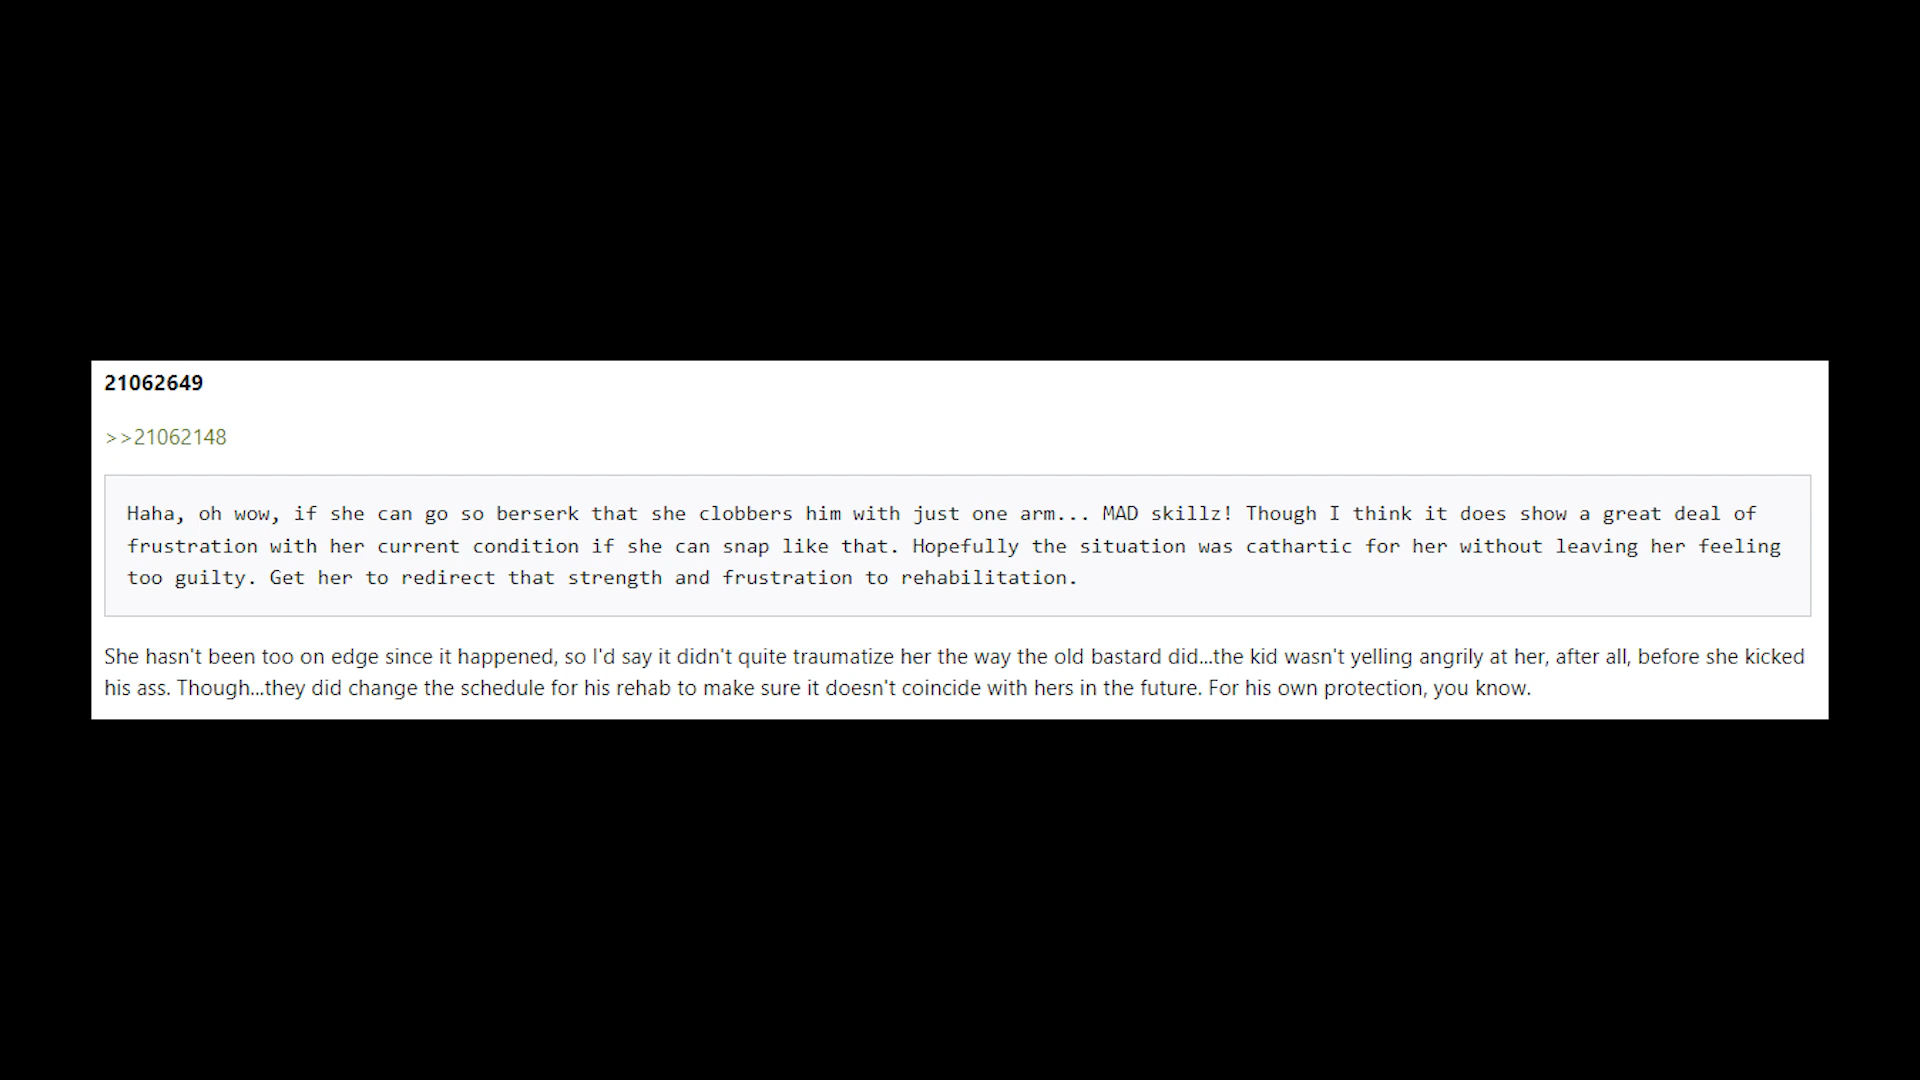 21062649
>>21062148
Haha, oh wow, if she can go so berserk that she clobbers him with just one arm... MAD skillz! Though I think it does show a great deal of
frustration with her current condition if she can snap like that. Hopefully the situation was cathartic for her without leaving her feeling
too guilty. Get her to redirect that strength and frustration to rehabilitation.
She hasn't been too on edge since it happened, so I'd say it didn't quite traumatize her the way the old bastard did...the kid wasn't yelling angrily at her, after all, before she kicked
his ass. Though...they did change the schedule for his rehab to make sure it doesn't coincide with hers in the future. For his own protection, you know.